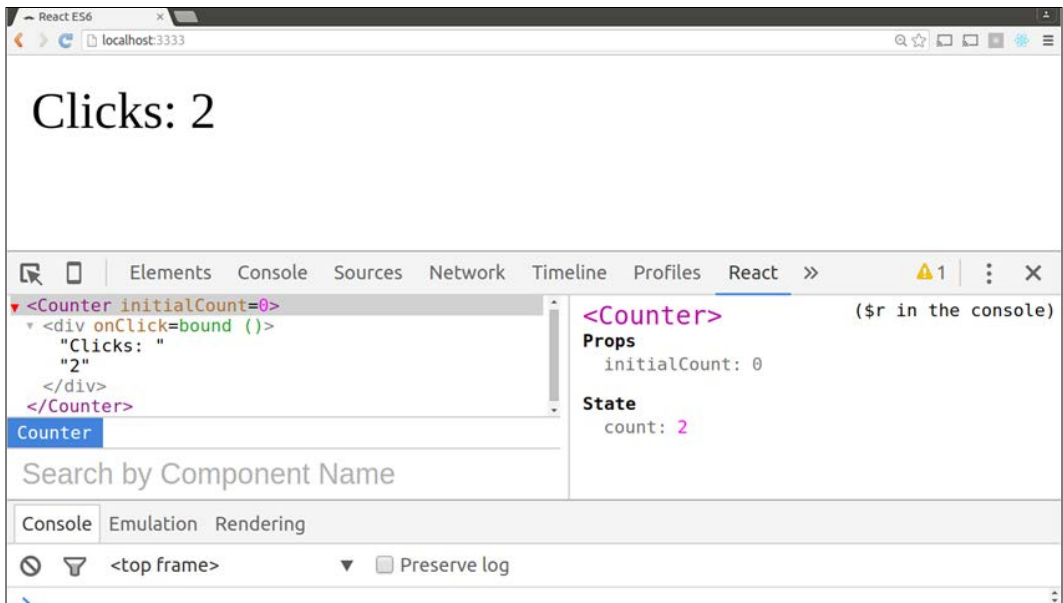 React ES6
localhost:3333
Clicks: 2
Elements Console Sources Network Timeline Profiles React » 1
<Counter initialCount=0>
<div onClick=bound ()>
"Clicks: "
"2"
</div>
</Counter>
Counter
Search by Component Name
<Counter> ($r in the console)
Props
initialCount: 0
State
count: 2
Console Emulation Rendering
<top frame> ▼ Preserve log